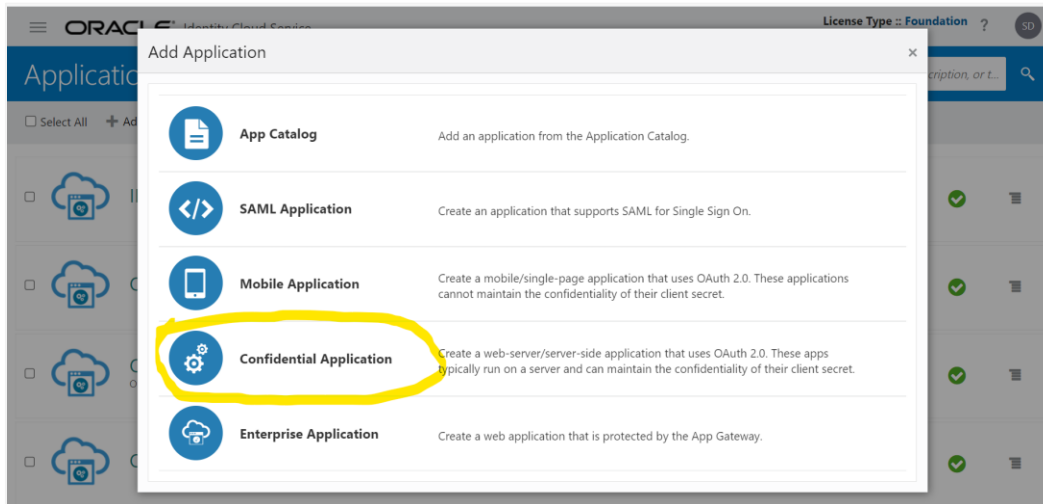 ORACLE Identity Cloud Service
License Type :: Foundation ?
SD
Add Application
×
Applicatio
cription, or t...
Select All
Ad
App Catalog
Add an application from the Application Catalog.
SAML Application
Create an application that supports SAML for Single Sign On.
Mobile Application
Create a mobile/single-page application that uses OAuth 2.0. These applications
cannot maintain the confidentiality of their client secret.
Confidential Application
Create a web-server/server-side application that uses OAuth 2.0. These apps
typically run on a server and can maintain the confidentiality of their client secret.
Enterprise Application
Create a web application that is protected by the App Gateway.